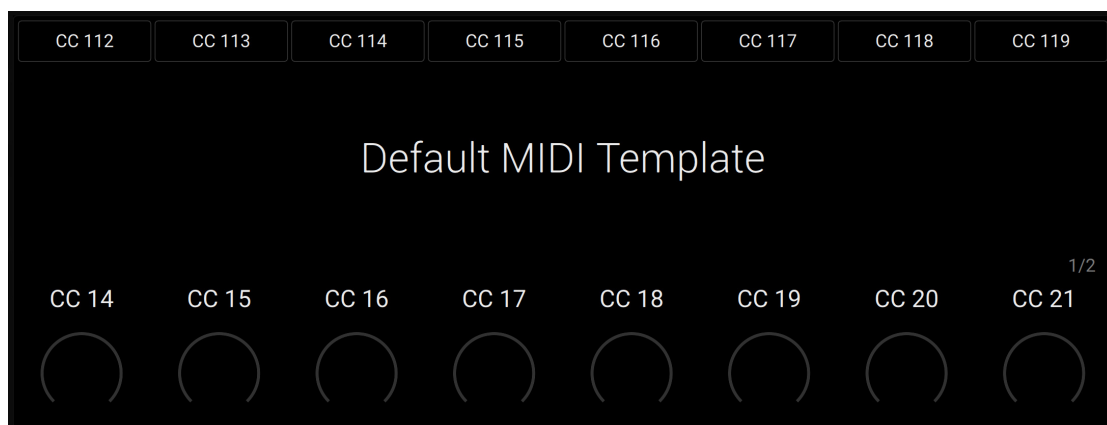 CC 112 CC 113 CC 114 CC 115 CC 116 CC 117 CC 118 CC 119
Default MIDI Template
1/2
CC 14 CC 15 CC 16 CC 17 CC 18 CC 19 CC 20 CC 21